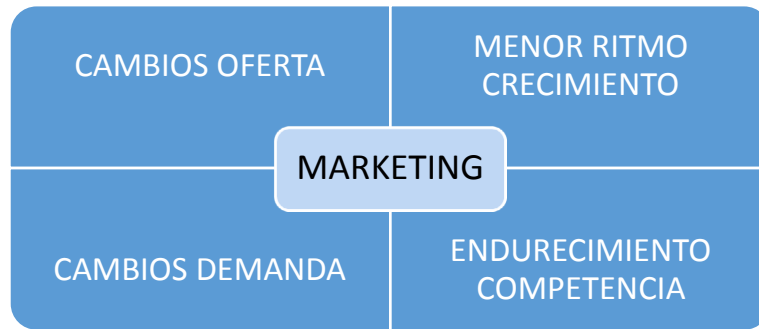 CAMBIOS OFERTA
MENOR RITMO
CRECIMIENTO
MARKETING
CAMBIOS DEMANDA
ENDURECIMIENTO
COMPETENCIA